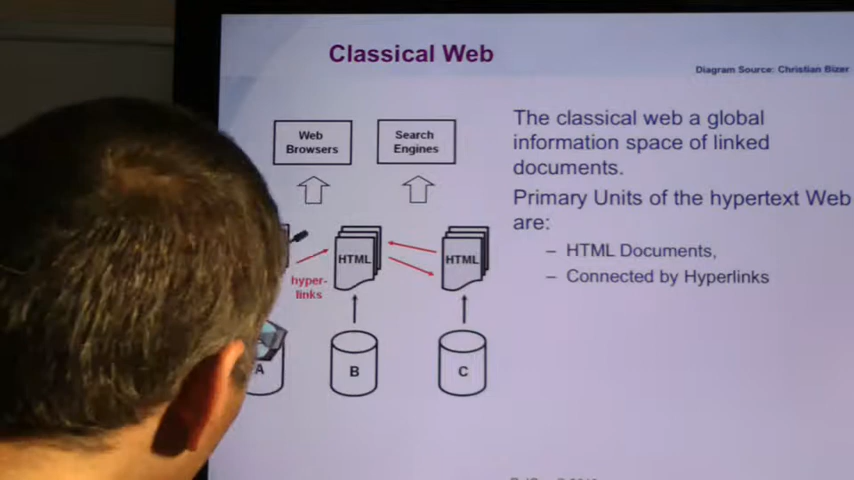 Classical Web
Diagram Source: Christian Bizer
Web
Browsers
Search
Engines
The classical web a global
information space of linked
documents.
Primary Units of the hypertext Web
are:
– HTML Documents,
– Connected by Hyperlinks
HTML
HTML
hyper-
links
A
B
C